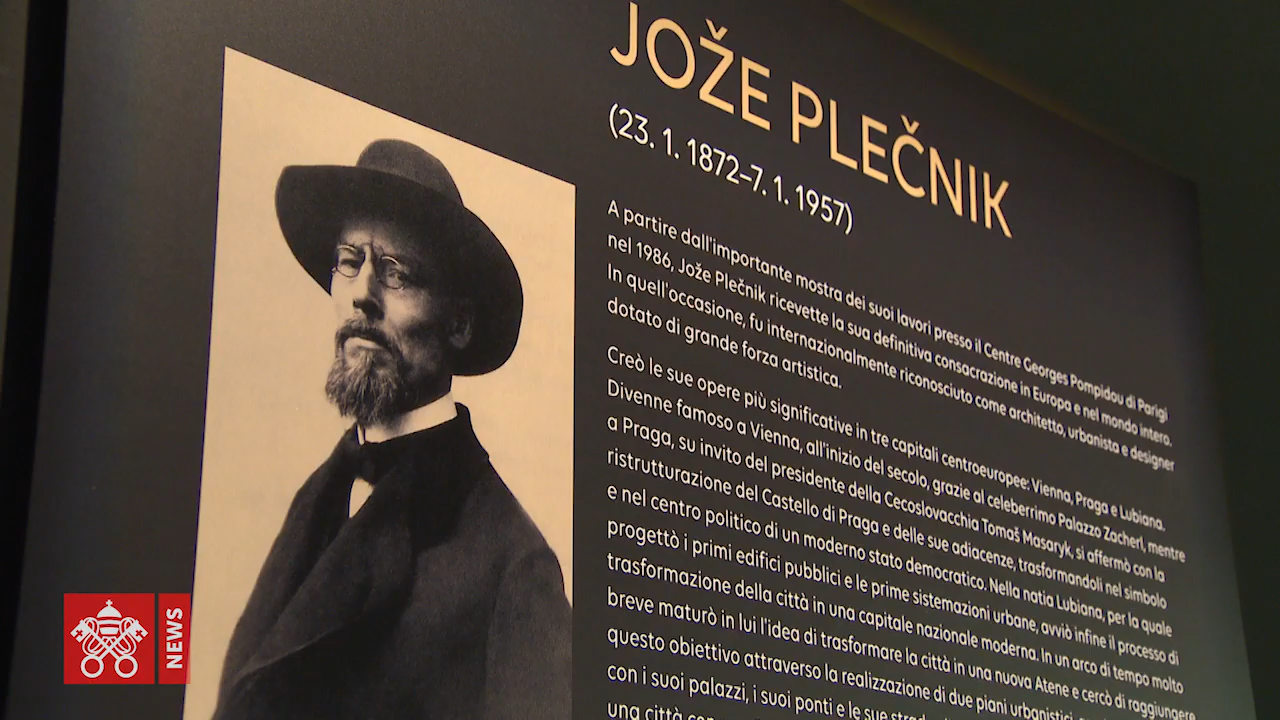 JOŽE PLEČNIK
(23. 1. 1872–7. 1. 1957)
A partire dall'importante mostra dei suoi lavori presso il Centre Georges Pompidou di Parigi
nel 1986, Jože Plečnik ricevette la sua definitiva consacrazione in Europa e nel mondo intero.
In quell'occasione, fu internazionalmente riconosciuto come architetto, urbanista e designer
dotato di grande forza artistica.
Creò le sue opere più significative in tre capitali centroeuropee: Vienna, Praga e Lubiana.
Divenne famoso a Vienna, all'inizio del secolo, grazie al celeberrimo Palazzo Zacherl, mentre
a Praga, su invito del presidente della Cecoslovacchia Tomaš Masaryk, si affermò con la
ristrutturazione del Castello di Praga e delle sue adiacenze, trasformandoli nel simbolo
e nel centro politico di un moderno stato democratico. Nella natia Lubiana, per la quale
progettò i primi edifici pubblici e le prime sistemazioni urbane, avviò infine il processo di
trasformazione della città in una capitale nazionale moderna. In un arco di tempo molto
breve maturò in lui l'idea di trasformare la città in una nuova Atene e cercò di raggiungere
questo obiettivo attraverso la realizzazione di due piani urbanistici,
con i suoi palazzi, i suoi ponti e le sue
una città
NEWS